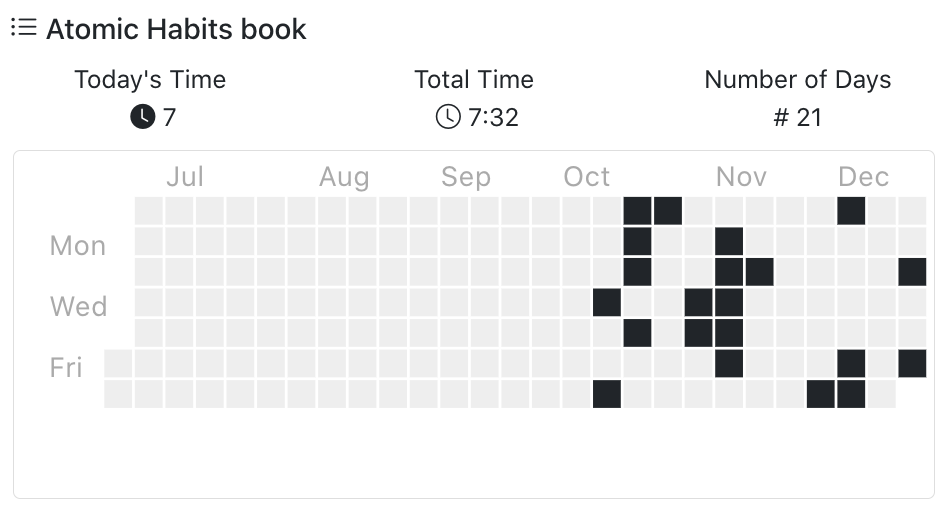 Atomic Habits book
Today's Time Total Time Number of Days
7 7:32 # 21
Jul Aug Sep Oct Nov Dec
Mon
Wed
Fri